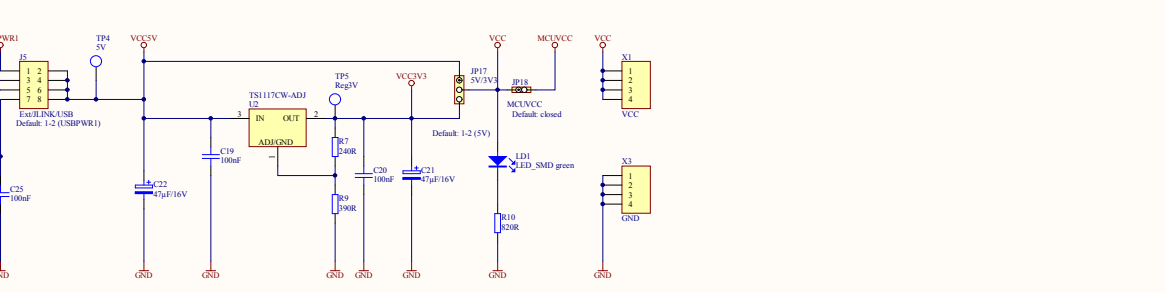 PWR1
TP4
5V
VCC5V
VCC
MCUVCC
VCC
J5
1 2
3 4
5 6
7 8
Ext/JLINK/USB
Default: 1-2 (USBPWR1)
TP5
Reg3V
VCC3V3
JP17
5V/3V3
JP18
MCUVCC
Default: closed
X1
1
2
3
4
VCC
TS1117CW-ADJ
U2
3
IN OUT
2
ADJ/GND
1
Default: 1-2 (5V)
R7
240R
C19
100nF
LD1
LED_SMD green
X3
1
2
3
4
GND
C20
100nF
C21
47µF/16V
C22
47µF/16V
C25
100nF
R9
390R
R10
820R
ND
GND
GND
GND
GND
GND
GND
GND